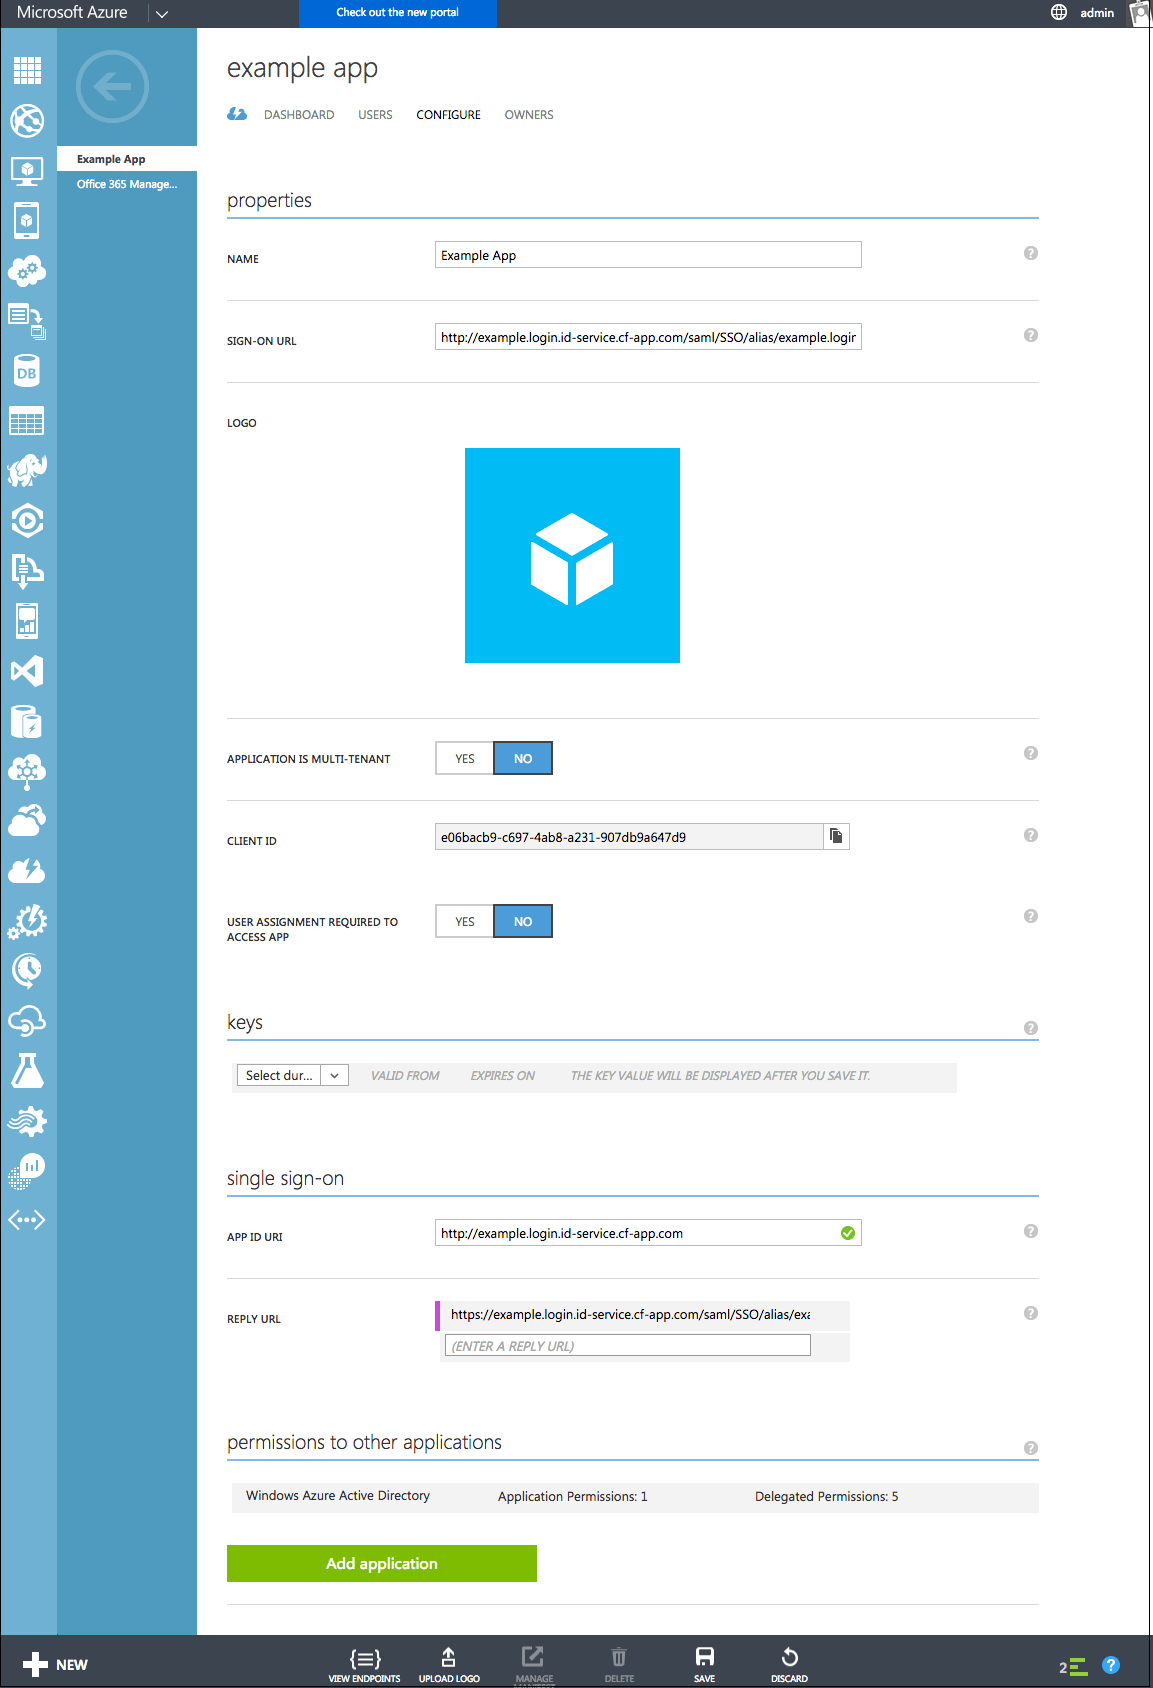 Microsoft Azure
Check out the new portal
admin
example app
DASHBOARD USERS CONFIGURE OWNERS
Example App
Office 365 Manage...
properties
NAME
Example App
SIGN-ON URL
http://example.login.id-service.cf-app.com/saml/SSO/alias/example.login
LOGO
APPLICATION IS MULTI-TENANT
YES NO
CLIENT ID
e06bacb9-c697-4ab8-a231-907db9a647d9
USER ASSIGNMENT REQUIRED TO
ACCESS APP
YES NO
keys
Select dur... VALID FROM EXPIRES ON THE KEY VALUE WILL BE DISPLAYED AFTER YOU SAVE IT.
single sign-on
APP ID URI
http://example.login.id-service.cf-app.com
REPLY URL
https://example.login.id-service.cf-app.com/saml/SSO/alias/exa
(ENTER A REPLY URL)
permissions to other applications
Windows Azure Active Directory Application Permissions: 1 Delegated Permissions: 5
Add application
NEW
VIEW ENDPOINTS
UPLOAD LOGO
MANAGE
MANIFEST
DELETE
SAVE
DISCARD
2
?
DB